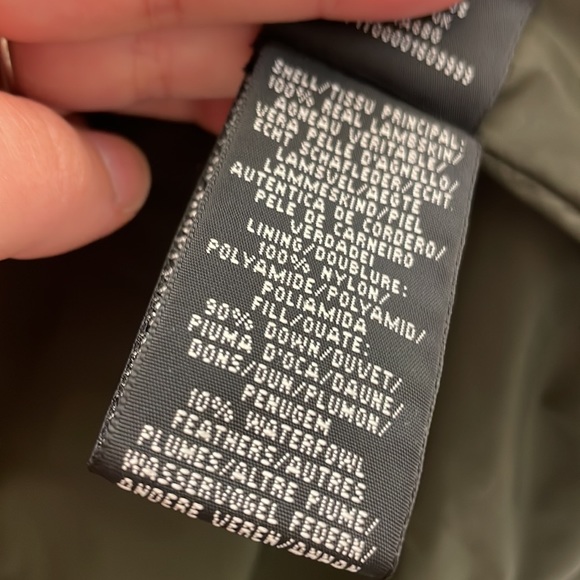 1700001809999
SHELL/TISSU PRINCIPAL:
100% REAL LAMBSKIN/
AGNEAU VERITABLE/
VERA PELLE D'AGNELLO/
ECHT SCHAFLEDER/ECHT.
LAMSVEL/AEGTE
LAMMESKIND/PIEL
AUTENTICA DE CORDERO/
PELE DE CARNEIRO
VERDADEI
LINING/DOUBLURE:
100% NYLON/
POLYAMIDE/POLYAMID/
POLIAMIDA
FILL/OUATE:
90% DOWN/DUVET/
PIUMA D'OCA/DAUNE/
DONS/DUN/PLUMON/
PENUGEM
10% WATERFOWL
FEATHERS/AUTRES
PLUMES/ALTRE PIUME/
WASSERVOGEL FEDERN/
ANDERE VEREN/